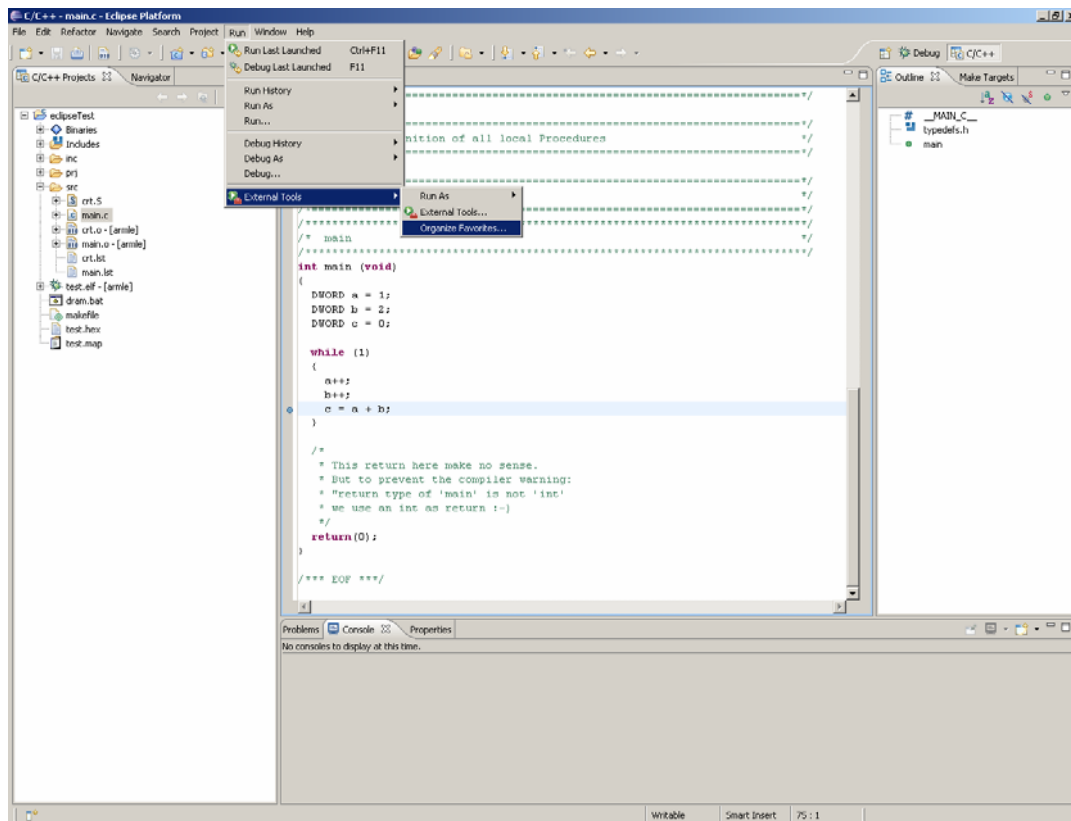 C/C++ - main.c - Eclipse Platform
File Edit Refactor Navigate Search Project Run Window Help
Run Last Launched Ctrl+F11
Debug Last Launched F11
Run History
Run As
Run...
Debug History
Debug As
Debug...
External Tools
Run As
External Tools...
Organize Favorites...
Debug C/C++
C/C++ Projects Navigator
eclipseTest
Binaries
Includes
inc
prj
src
crt.S
main.c
crt.o - [armle]
main.o - [armle]
crt.lst
main.lst
test.elf - [armle]
dram.bat
makefile
test.hex
test.map
==========*/
==========*/
nition of all local Procedures */
==========*/
==========*/
*/
/*==========*/
/**********/
/* main */
/**********/
int main (void)
{
DWORD a = 1;
DWORD b = 2;
DWORD c = 0;
while (1)
{
a++;
b++;
c = a + b;
}
/*
* This return here make no sense.
* But to prevent the compiler warning:
* "return type of 'main' is not 'int'
* we use an int as return :-)
*/
return(0);
}
/*** EOF ***/
Outline Make Targets
# __MAIN_C__
typedefs.h
main
Problems Console Properties
No consoles to display at this time.
Writable Smart Insert 75 : 1